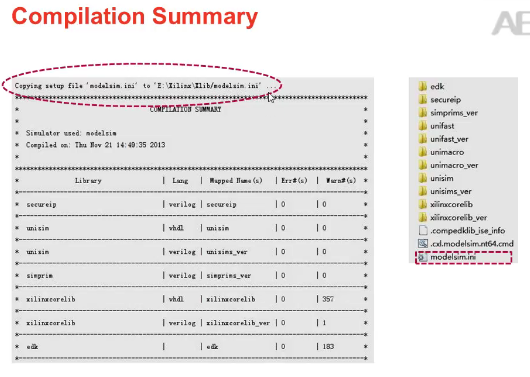 Compilation Summary
AE
Copying setup file 'modelsim.ini' to 'E:\Xilinx\Xlib/modelsim.ini' ...
*******************************************************************************
* COMPILATION SUMMARY *
* *
* Simulator used: modelsim *
* Compiled on: Thu Nov 21 14:49:35 2013 *
* *
*******************************************************************************
* Library | Lang | Mapped Name(s) | Err#(s) | Warn#(s) *
*-----------------------------------------------------------------------------*
* secureip | verilog | secureip | 0 | 0 *
*-----------------------------------------------------------------------------*
* unisim | vhdl | unisim | 0 | 0 *
*-----------------------------------------------------------------------------*
* unisim | verilog | unisims_ver | 0 | 0 *
*-----------------------------------------------------------------------------*
* simprim | verilog | simprims_ver | 0 | 0 *
*-----------------------------------------------------------------------------*
* xilinxcorelib | vhdl | xilinxcorelib | 0 | 357 *
*-----------------------------------------------------------------------------*
* xilinxcorelib | verilog | xilinxcorelib_ver | 0 | 1 *
*-----------------------------------------------------------------------------*
* edk | | edk | 0 | 183 *
*-----------------------------------------------------------------------------*
edk
secureip
simprims_ver
unifast
unifast_ver
unimacro
unimacro_ver
unisim
unisims_ver
xilinxcorelib
xilinxcorelib_ver
.compedklib_ise_info
.cxl.modelsim.nt64.cmd
modelsim.ini